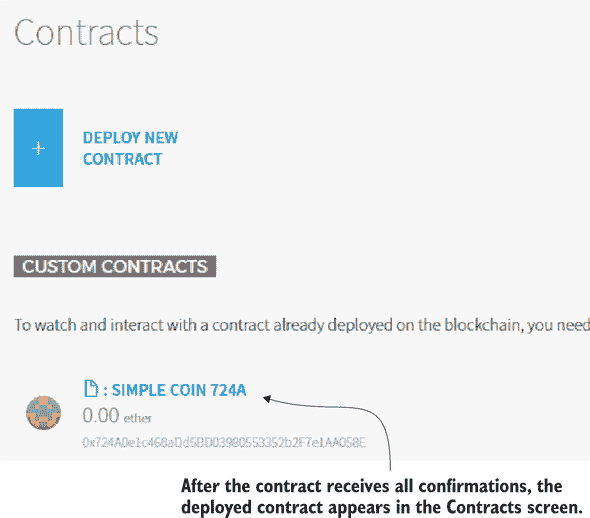 Contracts
+
DEPLOY NEW
CONTRACT
CUSTOM CONTRACTS
To watch and interact with a contract already deployed on the blockchain, you need
: SIMPLE COIN 724A
0.00 ether
0x724A0e1c468aDd5BD03980553352b2F7e1AA058E
After the contract receives all confirmations, the
deployed contract appears in the Contracts screen.